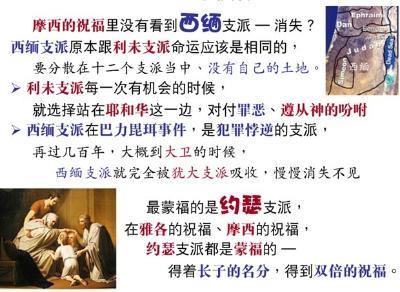 摩西的祝福里没有看到西缅支派 — 消失？
西缅支派原本跟利未支派命运应该是相同的，
要分散在十二个支派当中、没有自己的土地。
➢ 利未支派每一次有机会的时候，
就选择站在耶和华这一边，对付罪恶、遵从神的吩咐
➢ 西缅支派在巴力毘珥事件，是犯罪悖逆的支派，
再过几百年，大概到大卫的时候，
西缅支派就完全被犹大支派吸收，慢慢消失不见
最蒙福的是约瑟支派，
在雅各的祝福、摩西的祝福，
约瑟支派都是蒙福的 —
得着长子的名分，得到双倍的祝福。
Ephraim
Dan
Judah
Simeon
西缅